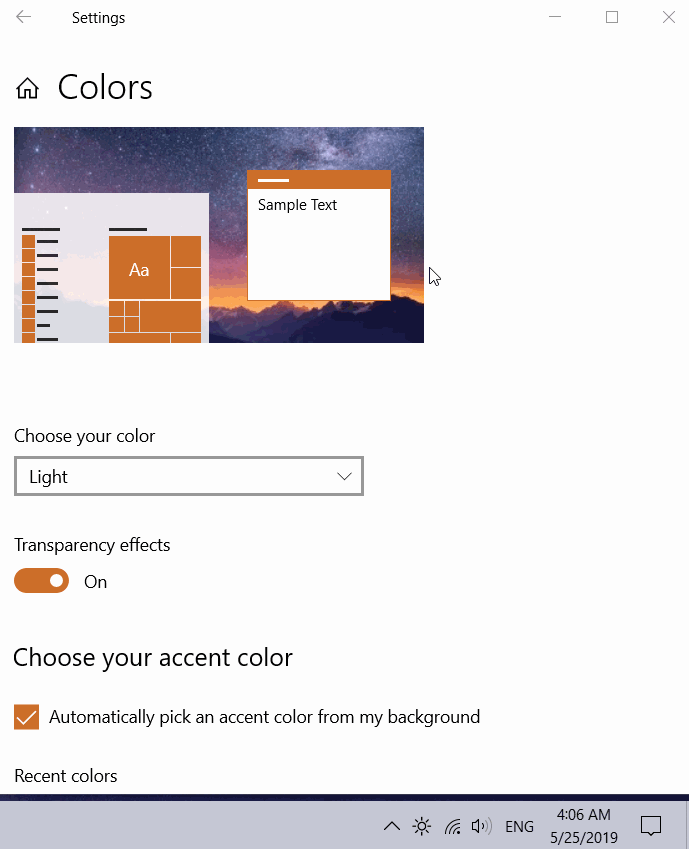 Settings
Colors
Sample Text
Aa
Choose your color
Light
Transparency effects
On
Choose your accent color
Automatically pick an accent color from my background
Recent colors
ENG
4:06 AM
5/25/2019